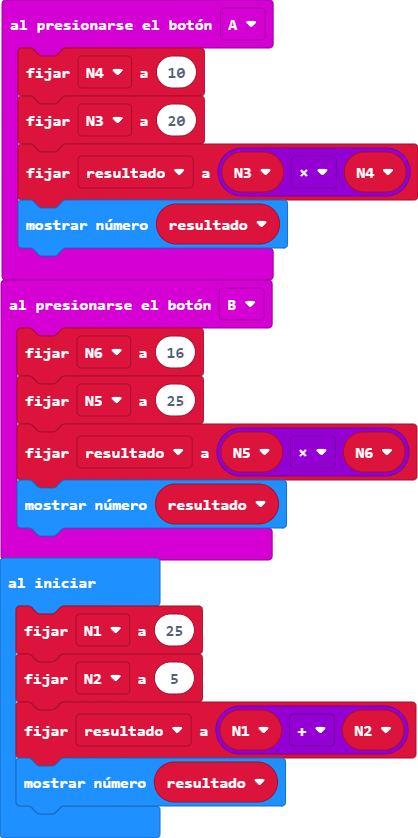 al presionarse el botón A
fijar N4 a 10
fijar N3 a 20
fijar resultado a N3 × N4
mostrar número resultado
al presionarse el botón B
fijar N6 a 16
fijar N5 a 25
fijar resultado a N5 × N6
mostrar número resultado
al iniciar
fijar N1 a 25
fijar N2 a 5
fijar resultado a N1 + N2
mostrar número resultado